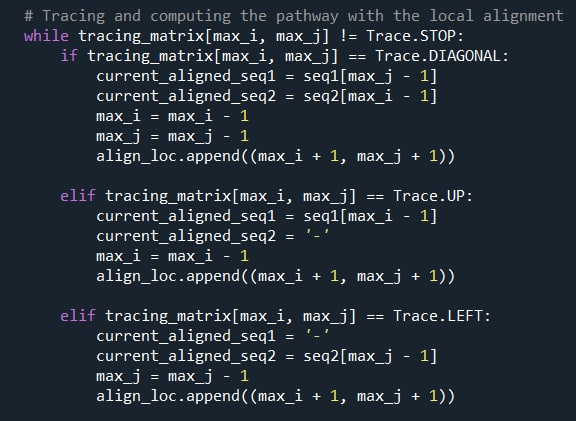 # Tracing and computing the pathway with the local alignment
while tracing_matrix[max_i, max_j] != Trace.STOP:
    if tracing_matrix[max_i, max_j] == Trace.DIAGONAL:
        current_aligned_seq1 = seq1[max_j - 1]
        current_aligned_seq2 = seq2[max_i - 1]
        max_i = max_i - 1
        max_j = max_j - 1
        align_loc.append((max_i + 1, max_j + 1))

    elif tracing_matrix[max_i, max_j] == Trace.UP:
        current_aligned_seq1 = seq1[max_i - 1]
        current_aligned_seq2 = '-'
        max_i = max_i - 1
        align_loc.append((max_i + 1, max_j + 1))

    elif tracing_matrix[max_i, max_j] == Trace.LEFT:
        current_aligned_seq1 = '-'
        current_aligned_seq2 = seq2[max_j - 1]
        max_j = max_j - 1
        align_loc.append((max_i + 1, max_j + 1))